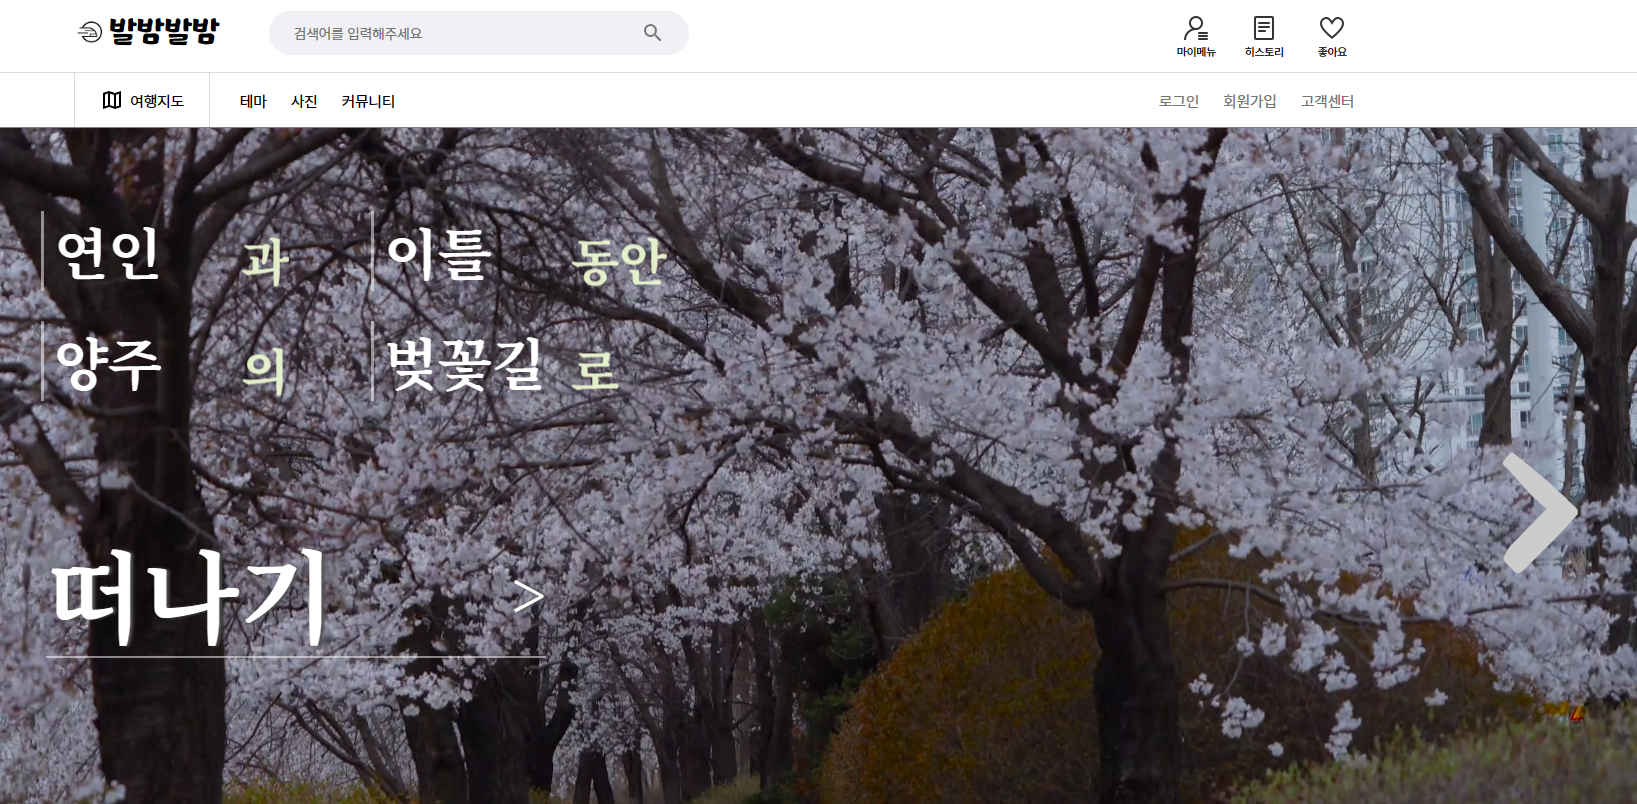 발밤발밤
검색어를 입력해주세요
마이메뉴 히스토리 좋아요
여행지도 테마 사진 커뮤니티 로그인 회원가입 고객센터
연인 과 이틀 동안
양주 의 벚꽃길 로
떠나기 >